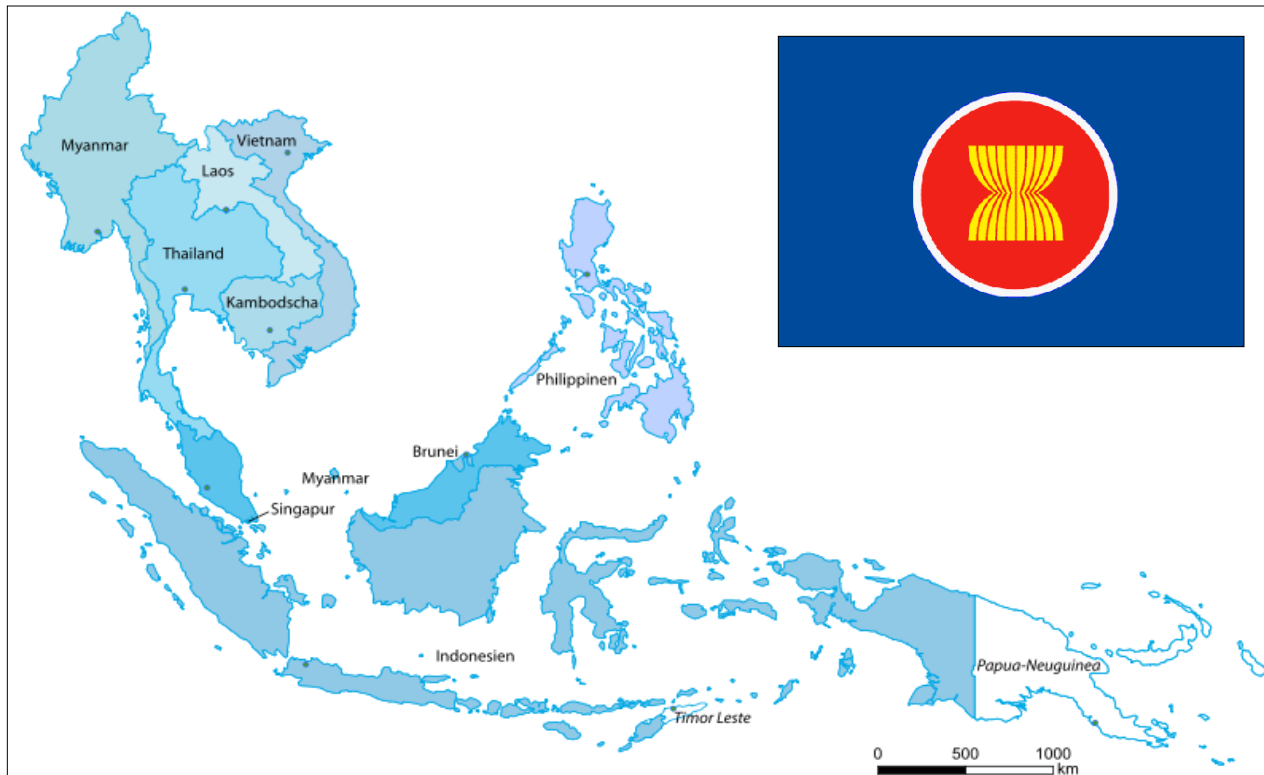 Myanmar
Vietnam
Laos
Thailand
Kambodscha
Philippinen
Brunei
Myanmar
Singapur
Indonesien
Papua-Neuguinea
Timor Leste
0 500 1000
km